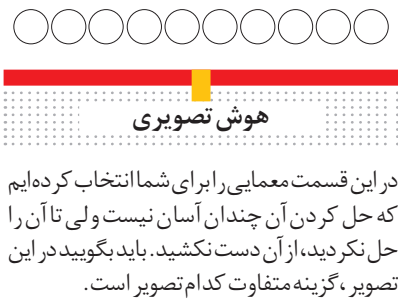 هوش تصویری
در این قسمت معمایی را برای شما انتخاب کرده‌ایم
که حل کردن آن چندان آسان نیست ولی تا آن را
حل نکردید، از آن دست نکشید. باید بگویید در این
تصویر ، گزینه متفاوت کدام تصویر است.